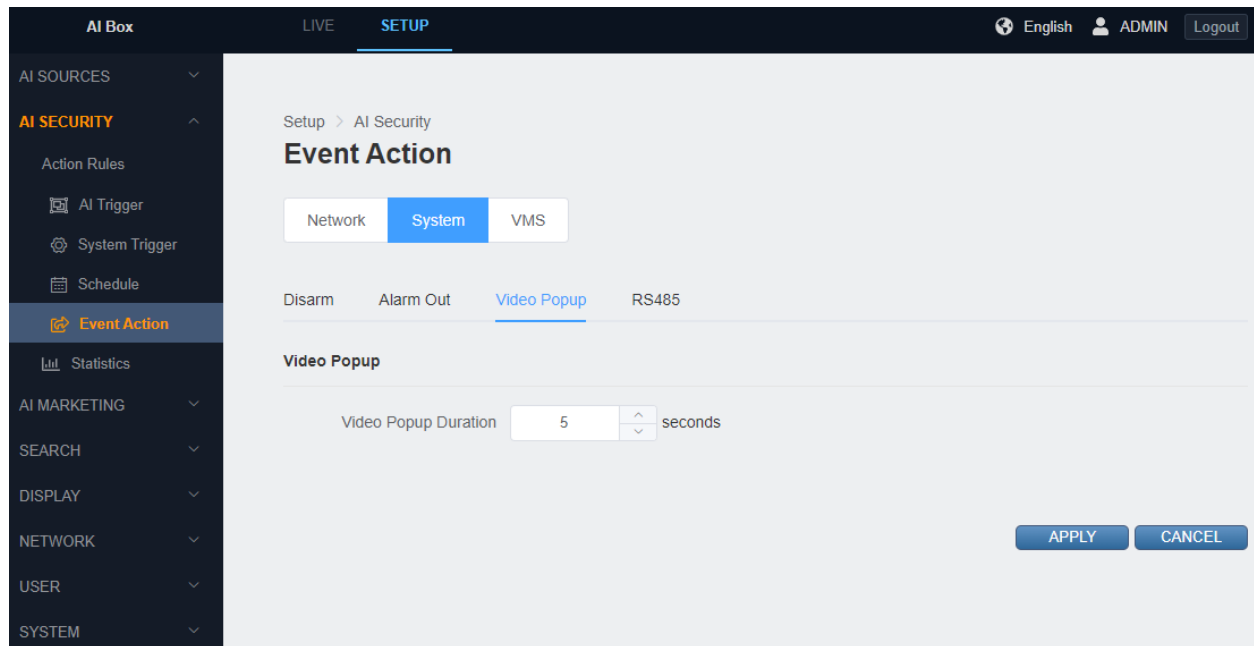 AI Box
LIVE SETUP
English ADMIN Logout
AI SOURCES
AI SECURITY
Action Rules
AI Trigger
System Trigger
Schedule
Event Action
Statistics
AI MARKETING
SEARCH
DISPLAY
NETWORK
USER
SYSTEM
Setup > AI Security
Event Action
Network System VMS
Disarm Alarm Out Video Popup RS485
Video Popup
Video Popup Duration 5 seconds
APPLY CANCEL